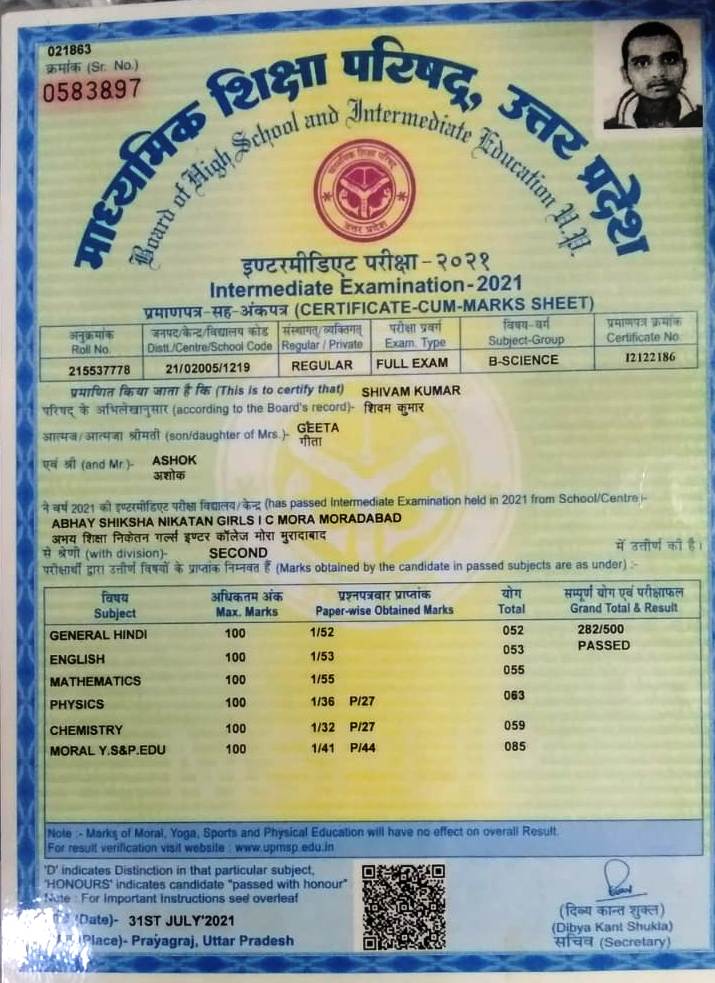 021863
क्रमांक (Sr. No.)
0583897
माध्यमिक शिक्षा परिषद्, उत्तर प्रदेश
Board of High School and Intermediate Education U.P.
माध्यमिक शिक्षा परिषद्
उत्तर प्रदेश
इण्टरमीडिएट परीक्षा - २०२१
Intermediate Examination - 2021
प्रमाणपत्र-सह-अंकपत्र (CERTIFICATE-CUM-MARKS SHEET)
अनुक्रमांक जनपद/केन्द्र/विद्यालय कोड संस्थागत/व्यक्तिगत परीक्षा प्रवर्ग विषय-वर्ग प्रमाणपत्र क्रमांक
Roll No. Distt./Centre/School Code Regular / Private Exam. Type Subject-Group Certificate No.
215537778 21/02005/1219 REGULAR FULL EXAM B-SCIENCE 12122186
प्रमाणित किया जाता है कि (This is to certify that) SHIVAM KUMAR
परिषद के अभिलेखानुसार (according to the Board's record)- शिवम कुमार
आत्मज/आत्मजा श्रीमती (son/daughter of Mrs.)- GEETA
गीता
एवं श्री (and Mr.)- ASHOK
अशोक
ने वर्ष 2021 की इण्टरमीडिएट परीक्षा विद्यालय/केन्द्र (has passed Intermediate Examination held in 2021 from School/Centre)-
ABHAY SHIKSHA NIKATAN GIRLS I C MORA MORADABAD
अभय शिक्षा निकेतन गर्ल्स इण्टर कॉलेज मोरा मुरादाबाद
से श्रेणी (with division)- SECOND में उत्तीर्ण की है।
परीक्षार्थी द्वारा उत्तीर्ण विषयों के प्राप्तांक निम्नवत हैं (Marks obtained by the candidate in passed subjects are as under) :-
विषय अधिकतम अंक प्रश्नपत्रवार प्राप्तांक योग सम्पूर्ण योग एवं परीक्षाफल
Subject Max. Marks Paper-wise Obtained Marks Total Grand Total & Result
GENERAL HINDI 100 1/52 052 282/500
ENGLISH 100 1/53 053 PASSED
MATHEMATICS 100 1/55 055
PHYSICS 100 1/36 P/27 063
CHEMISTRY 100 1/32 P/27 059
MORAL Y.S&P.EDU 100 1/41 P/44 085
Note :- Marks of Moral, Yoga, Sports and Physical Education will have no effect on overall Result.
For result verification visit website : www.upmsp.edu.in
'D' indicates Distinction in that particular subject,
'HONOURS' indicates candidate "passed with honour"
Note : For Important Instructions see overleaf
(Date)- 31ST JULY'2021
(Place)- Prayagraj, Uttar Pradesh
(दिव्य कान्त शुक्ल)
(Dibya Kant Shukla)
सचिव (Secretary)